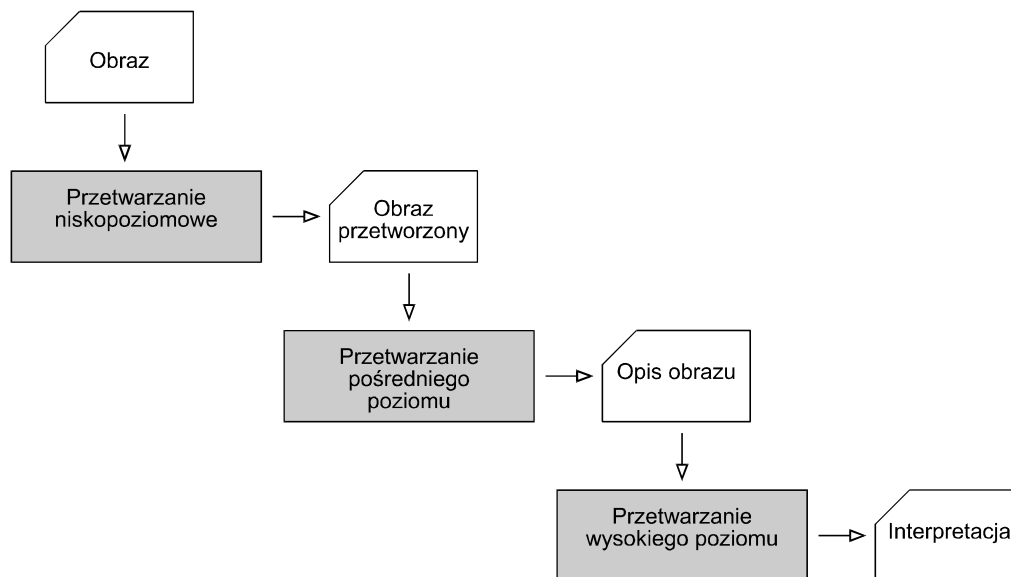 Obraz
Przetwarzanie
niskopoziomowe
Obraz
przetworzony
Przetwarzanie
pośredniego
poziomu
Opis obrazu
Przetwarzanie
wysokiego poziomu
Interpretacja